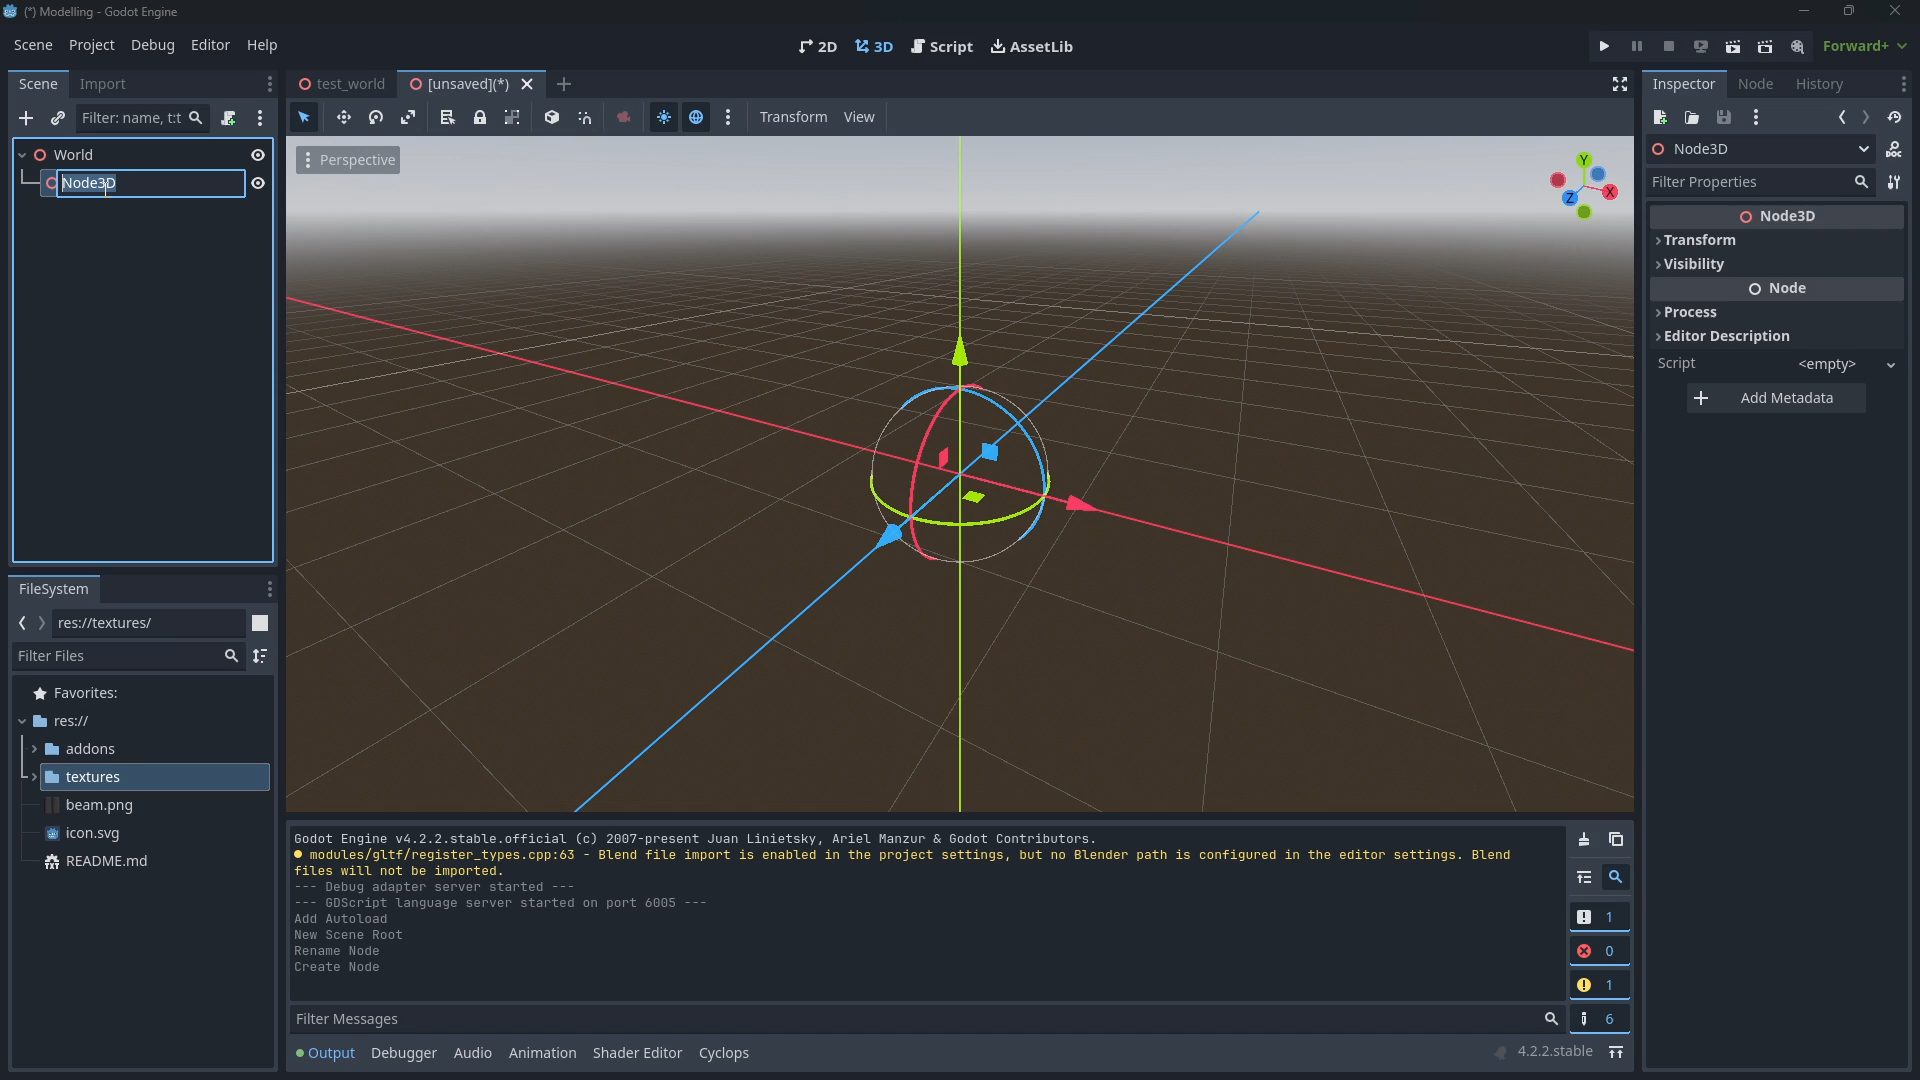 (*) Modelling - Godot Engine
Scene Project Debug Editor Help
2D 3D Script AssetLib
Forward+
Scene Import
test_world [unsaved](*)
Inspector Node History
Filter: name, t:t
Transform View
World
Node3D
Perspective
Y
X
Z
Node3D
Filter Properties
Node3D
Transform
Visibility
Node
Process
Editor Description
Script <empty>
Add Metadata
FileSystem
res://textures/
Filter Files
Favorites:
res://
addons
textures
beam.png
icon.svg
README.md
Godot Engine v4.2.2.stable.official (c) 2007-present Juan Linietsky, Ariel Manzur & Godot Contributors.
modules/gltf/register_types.cpp:63 - Blend file import is enabled in the project settings, but no Blender path is configured in the editor settings. Blend
files will not be imported.
--- Debug adapter server started ---
--- GDScript language server started on port 6005 ---
Add Autoload
New Scene Root
Rename Node
Create Node
1
0
1
6
Filter Messages
Output Debugger Audio Animation Shader Editor Cyclops
4.2.2.stable